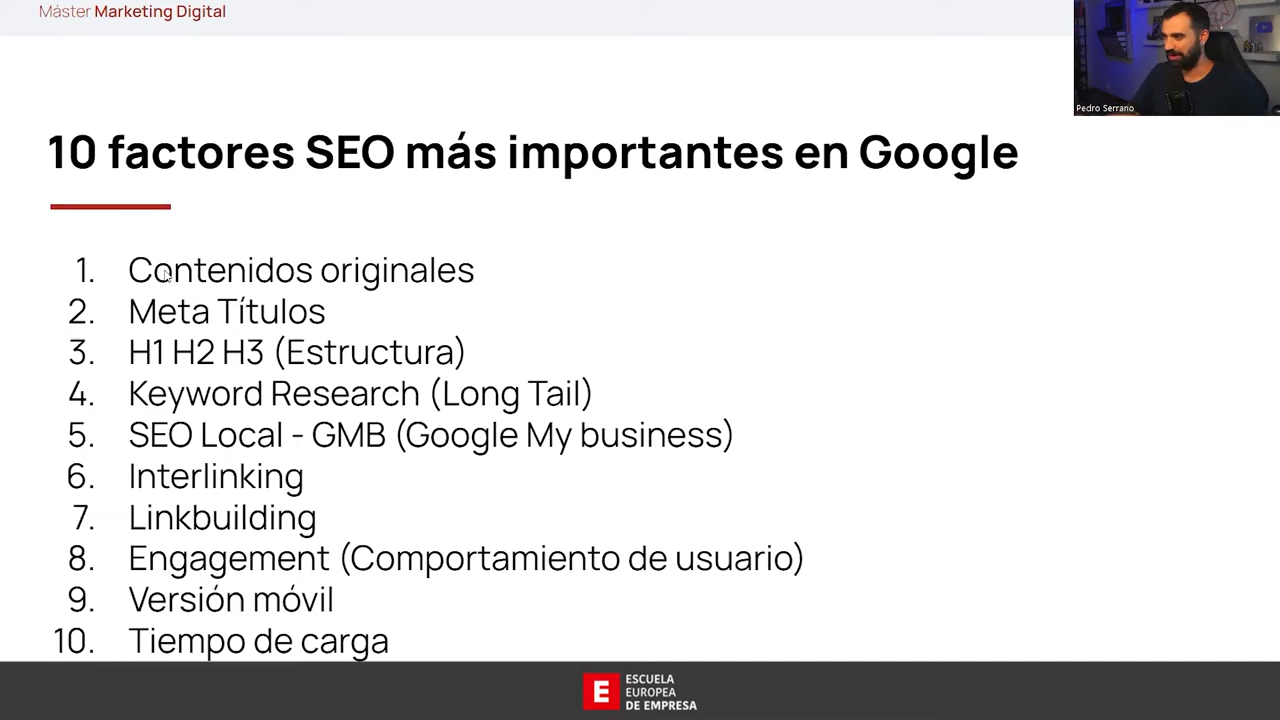 Máster Marketing Digital
Pedro Serrano
10 factores SEO más importantes en Google
1. Contenidos originales
2. Meta Títulos
3. H1 H2 H3 (Estructura)
4. Keyword Research (Long Tail)
5. SEO Local - GMB (Google My business)
6. Interlinking
7. Linkbuilding
8. Engagement (Comportamiento de usuario)
9. Versión móvil
10. Tiempo de carga
E
ESCUELA
EUROPEA
DE EMPRESA